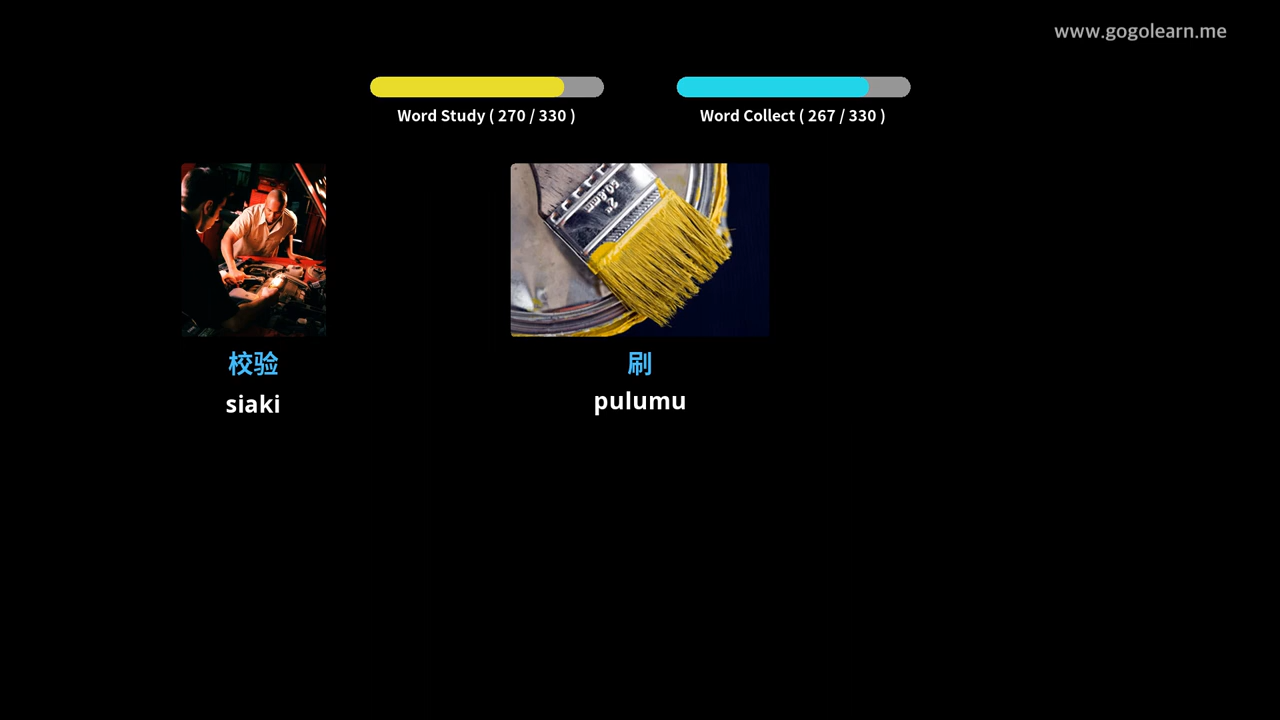 www.gogolearn.me
Word Study ( 270 / 330 )
Word Collect ( 267 / 330 )
校验
siaki
刷
pulumu